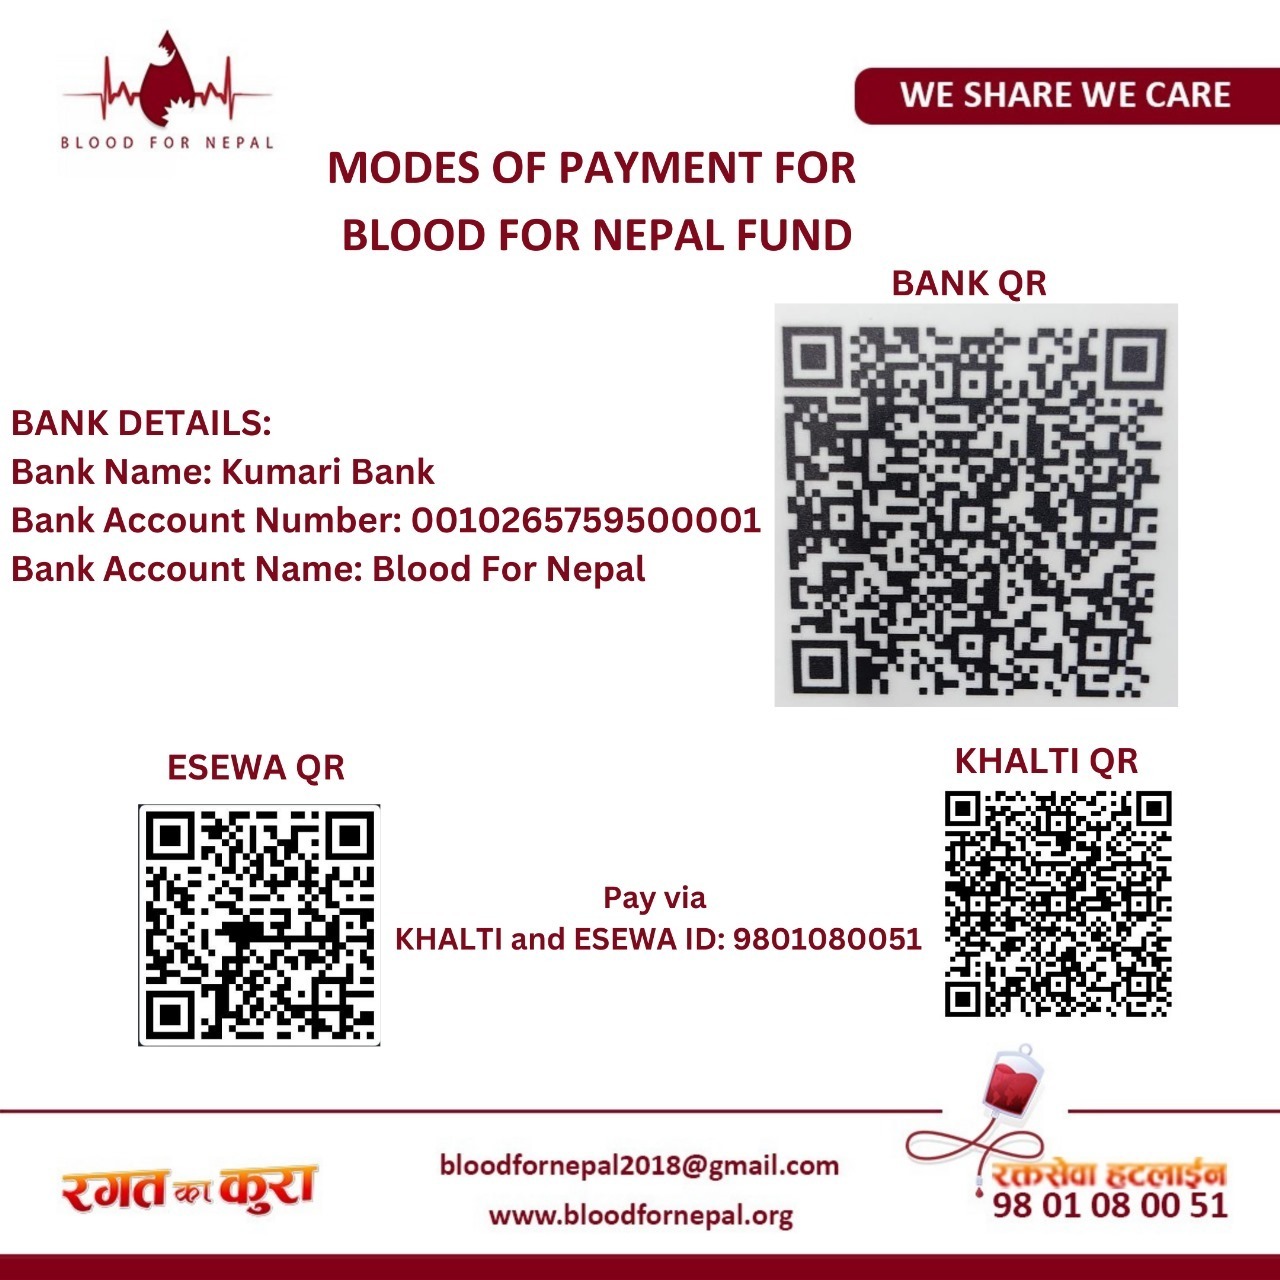 BLOOD FOR NEPAL
WE SHARE WE CARE
MODES OF PAYMENT FOR
BLOOD FOR NEPAL FUND
BANK QR
BANK DETAILS:
Bank Name: Kumari Bank
Bank Account Number: 0010265759500001
Bank Account Name: Blood For Nepal
ESEWA QR
KHALTI QR
Pay via
KHALTI and ESEWA ID: 9801080051
रगत का कुरा
bloodfornepal2018@gmail.com
www.bloodfornepal.org
रक्तसेवा हटलाईन
98 01 08 00 51